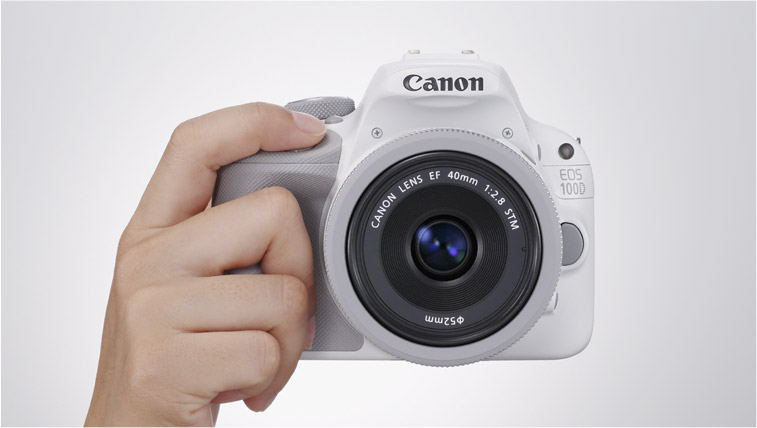 Canon
EOS
100D
CANON LENS EF 40mm 1:2.8 STM
Φ52mm